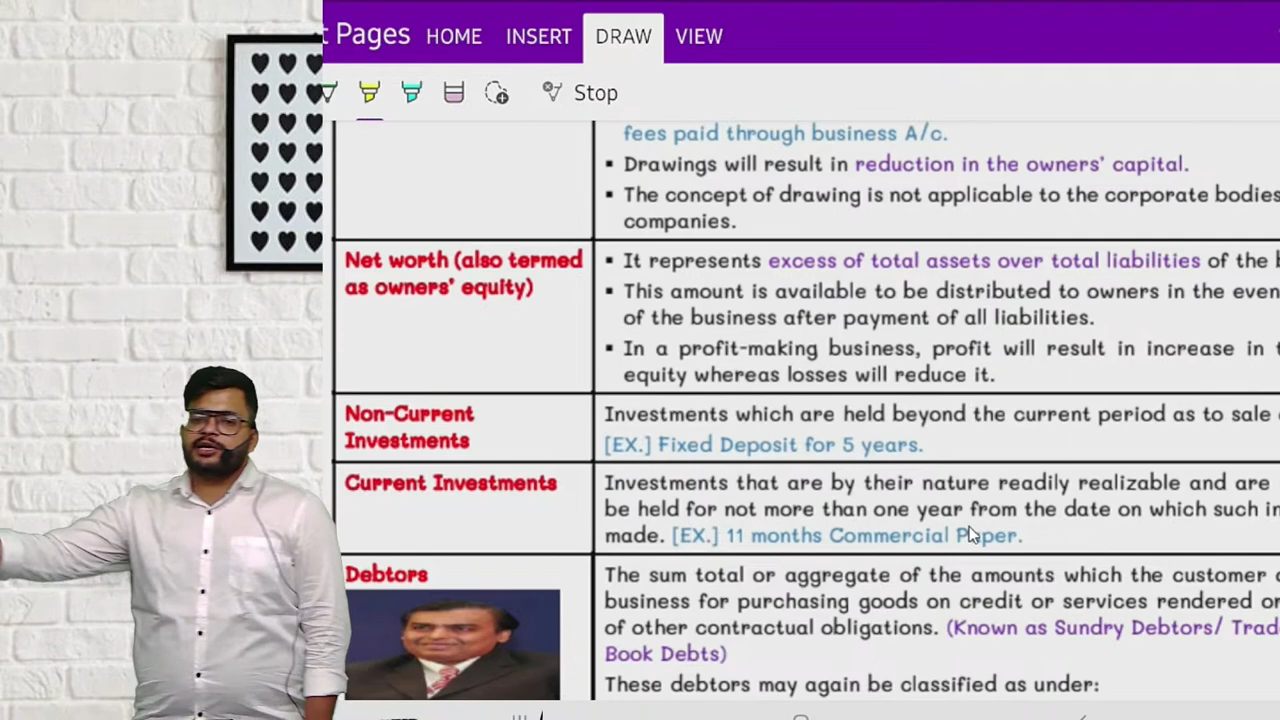 t Pages HOME INSERT DRAW VIEW
Stop
fees paid through business A/c.
▪ Drawings will result in reduction in the owners' capital.
▪ The concept of drawing is not applicable to the corporate bodies
companies.
Net worth (also termed
as owners' equity)
▪ It represents excess of total assets over total liabilities of the
▪ This amount is available to be distributed to owners in the even
of the business after payment of all liabilities.
▪ In a profit-making business, profit will result in increase in
equity whereas losses will reduce it.
Non-Current
Investments
Investments which are held beyond the current period as to sale
[EX.] Fixed Deposit for 5 years.
Current Investments
Investments that are by their nature readily realizable and are
be held for not more than one year from the date on which such in
made. [EX.] 11 months Commercial Paper.
Debtors
The sum total or aggregate of the amounts which the customer
business for purchasing goods on credit or services rendered or
of other contractual obligations. (Known as Sundry Debtors/ Trad
Book Debts)
These debtors may again be classified as under: